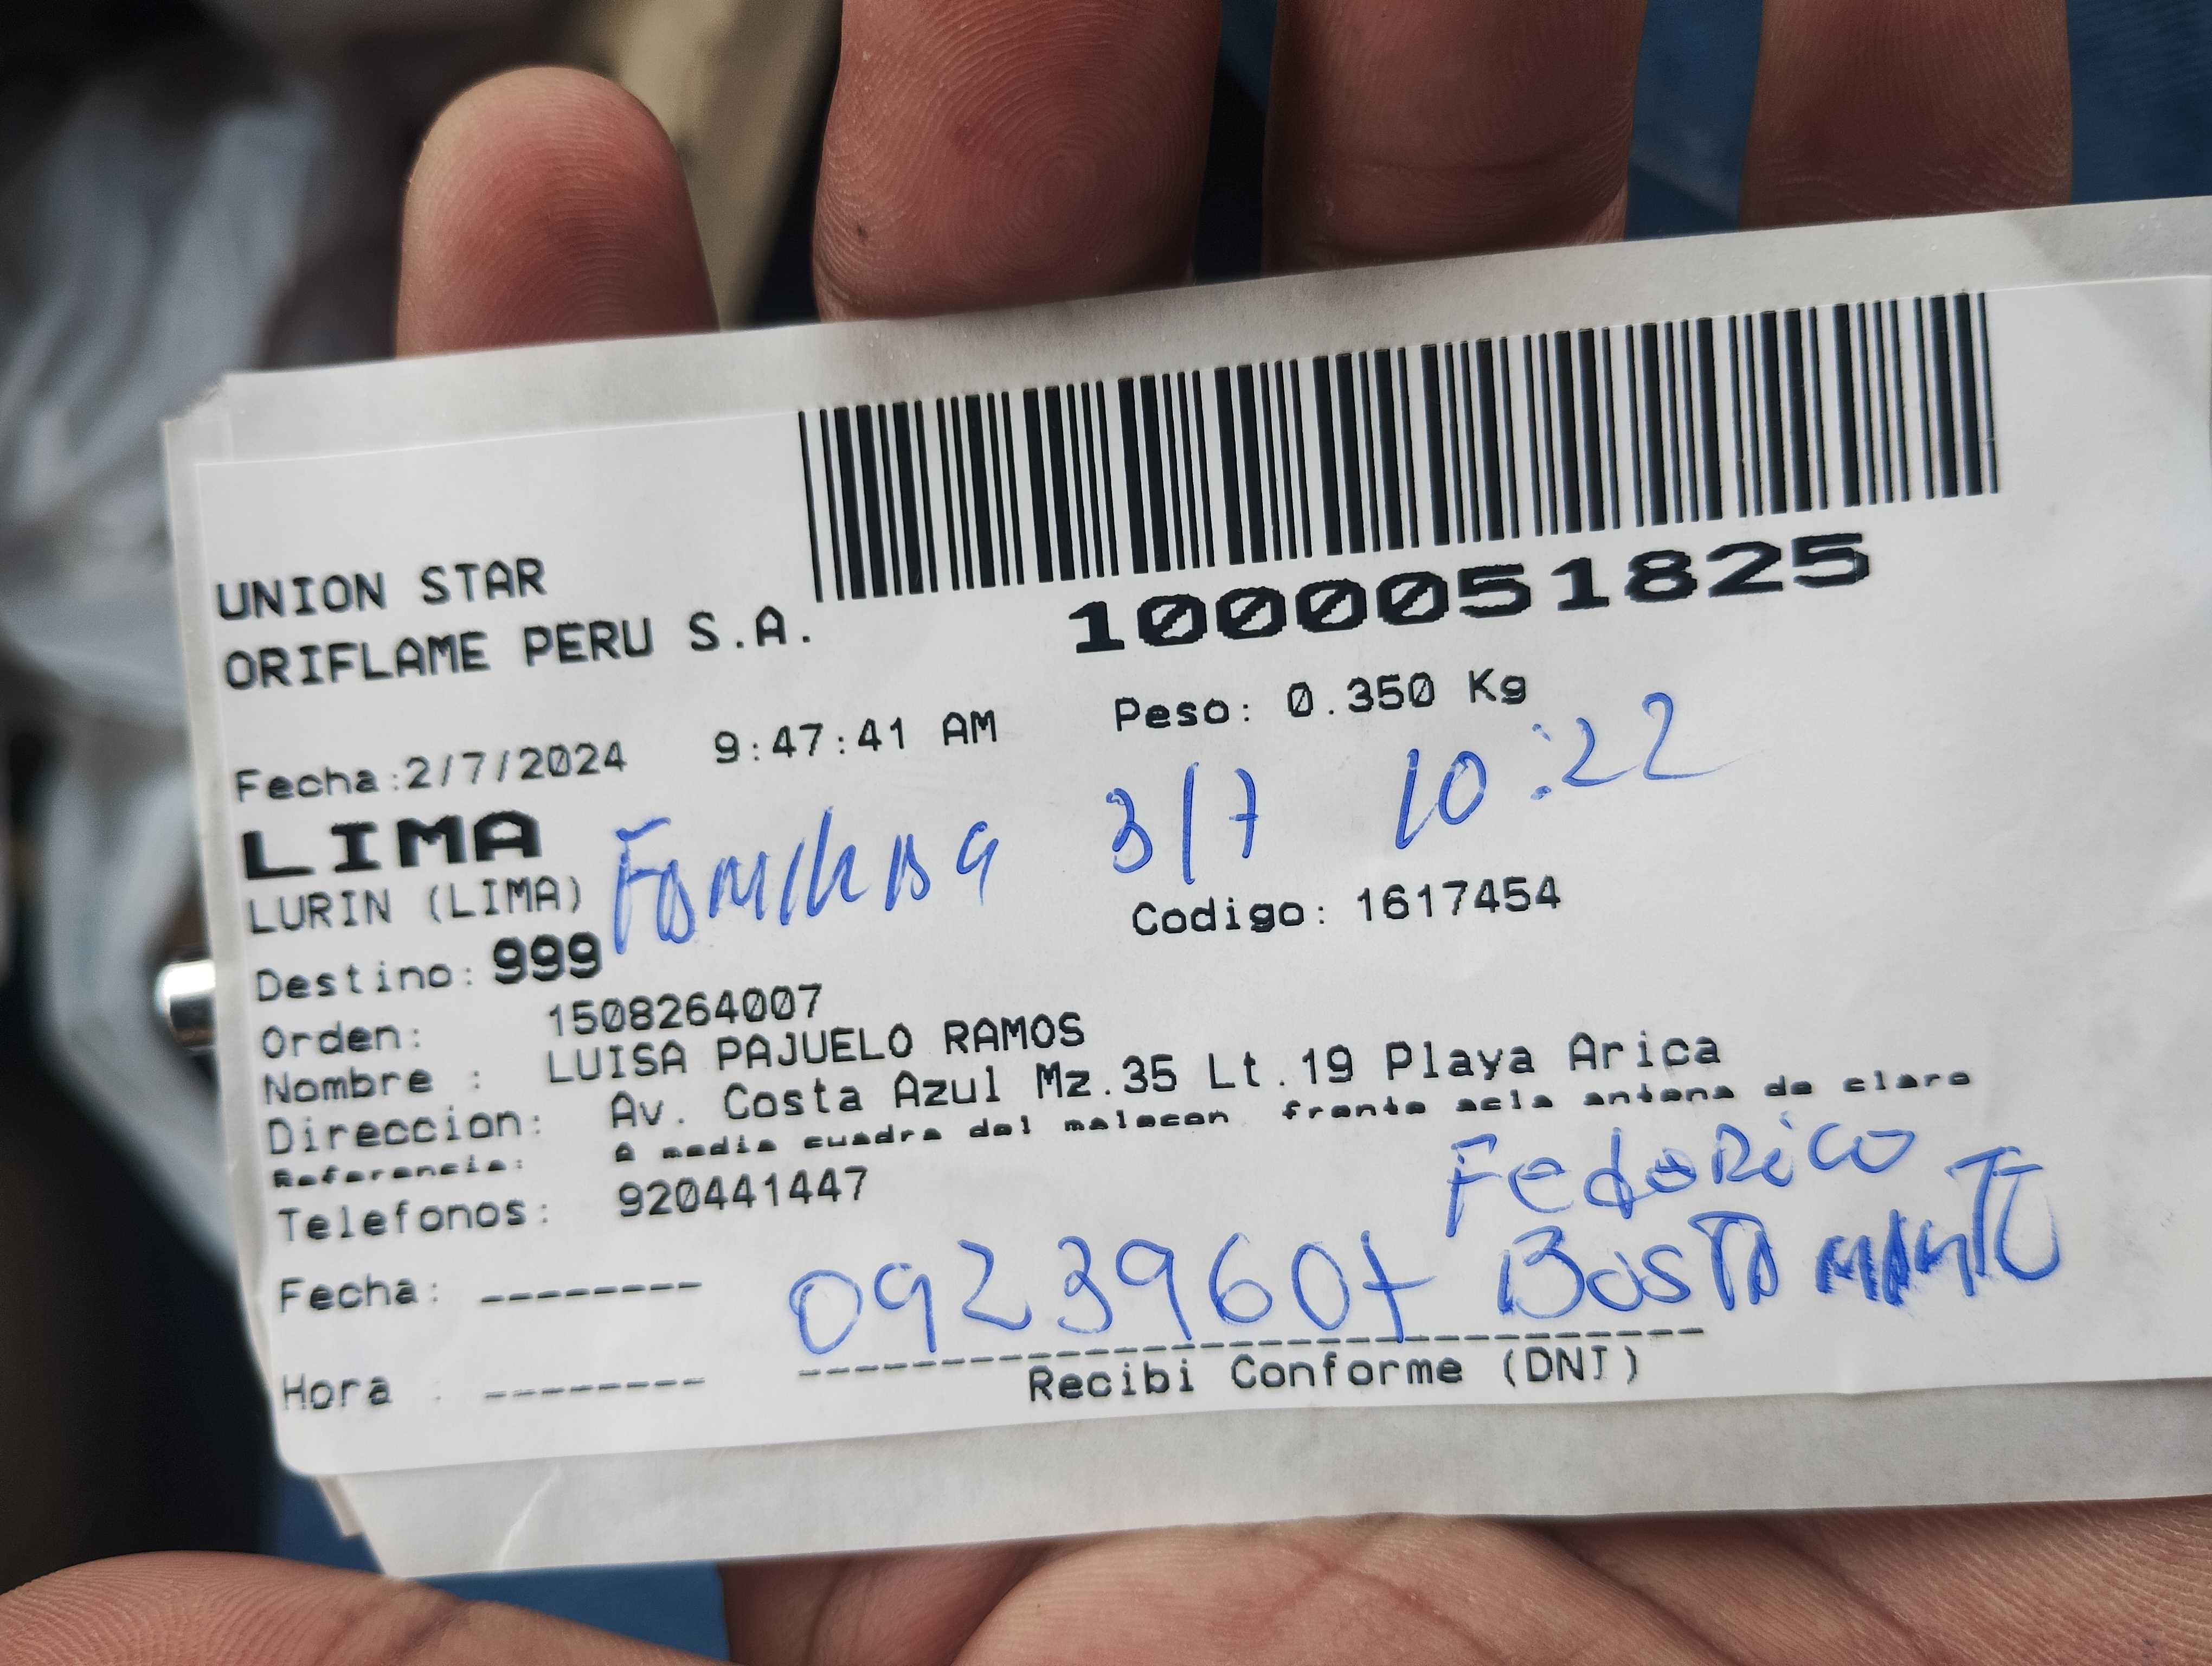 1000051825
UNION STAR
ORIFLAME PERU S.A.
Peso: 0.350 Kg
Fecha:2/7/2024 9:47:41 AM
3/7 10:22
LIMA
LURIN (LIMA)
Codigo: 1617454
Destino: 999
Orden: 1508264007
Nombre : LUISA PAJUELO RAMOS
Direccion: Av. Costa Azul Mz.35 Lt.19 Playa Arica
Referencia: A media cuadra del malecon frente acla antena de claro
Telefonos: 920441447
Federico
Fecha: --------
09239607 BUSTAMANTE
Hora : --------
Recibi Conforme (DNI)